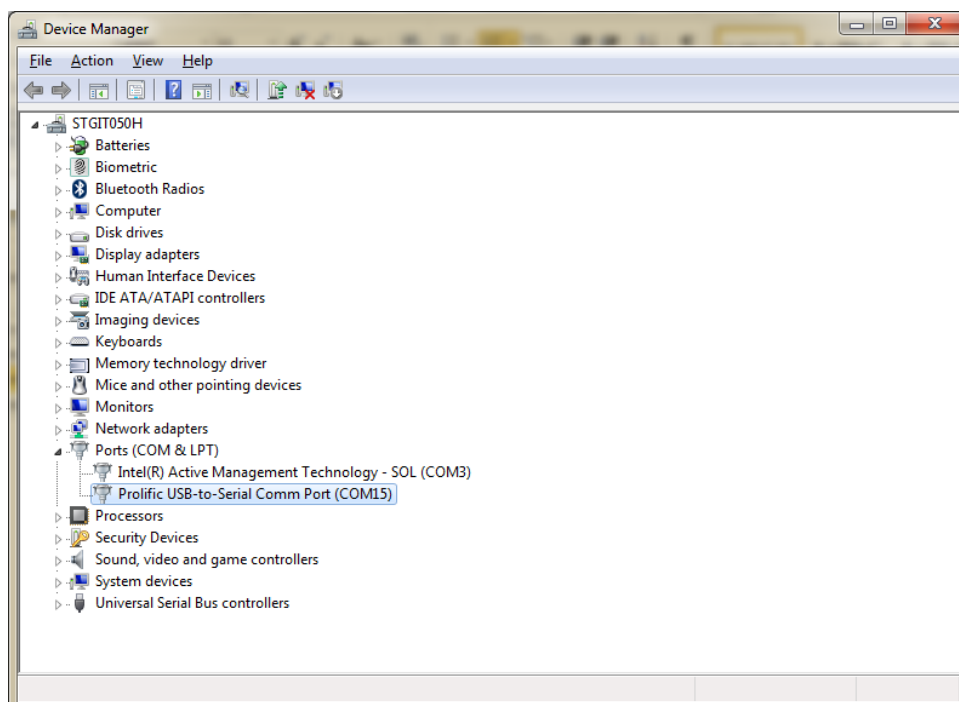 Device Manager
File Action View Help
STGIT050H
Batteries
Biometric
Bluetooth Radios
Computer
Disk drives
Display adapters
Human Interface Devices
IDE ATA/ATAPI controllers
Imaging devices
Keyboards
Memory technology driver
Mice and other pointing devices
Monitors
Network adapters
Ports (COM & LPT)
Intel(R) Active Management Technology - SOL (COM3)
Prolific USB-to-Serial Comm Port (COM15)
Processors
Security Devices
Sound, video and game controllers
System devices
Universal Serial Bus controllers